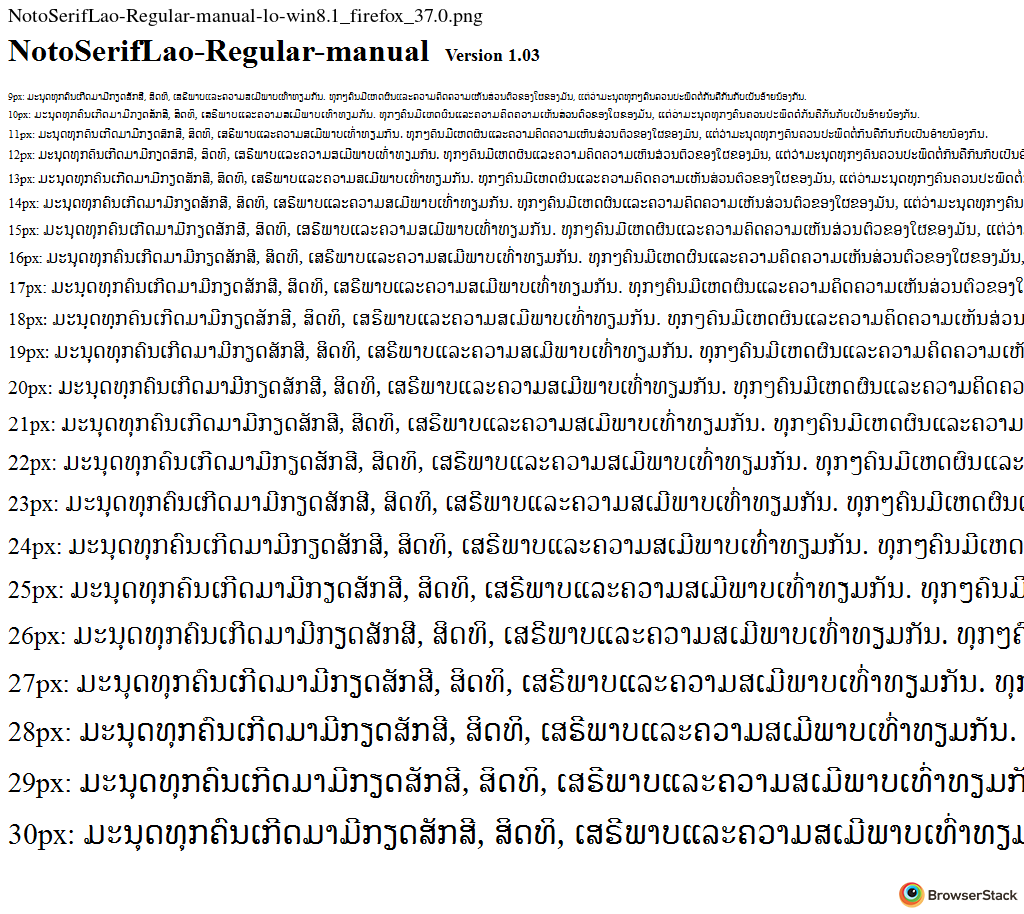 NotoSerifLao-Regular-manual-lo-win8.1_firefox_37.0.png
NotoSerifLao-Regular-manual Version 1.03
9px: ມະນຸດທຸກຄົນເກີດມາມີກຽດສັກສີ, ສິດທິ, ເສຣີພາບແລະຄວາມສເມີພາບເທົ່າທຽມກັນ. ທຸກໆຄົນມີເຫດຜົນແລະຄວາມຄິດຄວາມເຫັນສ່ວນຕົວຂອງໃຜຂອງມັນ, ແຕ່ວ່າມະນຸດທຸກໆຄົນຄວນປະພຶດຕໍ່ກັນຄືກັນກັບເປັນອ້າຍນ້ອງກັນ.
10px: ມະນຸດທຸກຄົນເກີດມາມີກຽດສັກສີ, ສິດທິ, ເສຣີພາບແລະຄວາມສເມີພາບເທົ່າທຽມກັນ. ທຸກໆຄົນມີເຫດຜົນແລະຄວາມຄິດຄວາມເຫັນສ່ວນຕົວຂອງໃຜຂອງມັນ, ແຕ່ວ່າມະນຸດທຸກໆຄົນຄວນປະພຶດຕໍ່ກັນຄືກັນກັບເປັນອ້າຍນ້ອງກັນ.
11px: ມະນຸດທຸກຄົນເກີດມາມີກຽດສັກສີ, ສິດທິ, ເສຣີພາບແລະຄວາມສເມີພາບເທົ່າທຽມກັນ. ທຸກໆຄົນມີເຫດຜົນແລະຄວາມຄິດຄວາມເຫັນສ່ວນຕົວຂອງໃຜຂອງມັນ, ແຕ່ວ່າມະນຸດທຸກໆຄົນຄວນປະພຶດຕໍ່ກັນຄືກັນກັບເປັນອ້າຍນ້ອງກັນ.
12px: ມະນຸດທຸກຄົນເກີດມາມີກຽດສັກສີ, ສິດທິ, ເສຣີພາບແລະຄວາມສເມີພາບເທົ່າທຽມກັນ. ທຸກໆຄົນມີເຫດຜົນແລະຄວາມຄິດຄວາມເຫັນສ່ວນຕົວຂອງໃຜຂອງມັນ, ແຕ່ວ່າມະນຸດທຸກໆຄົນຄວນປະພຶດຕໍ່ກັນຄືກັນກັບເປັນອ້
13px: ມະນຸດທຸກຄົນເກີດມາມີກຽດສັກສີ, ສິດທິ, ເສຣີພາບແລະຄວາມສເມີພາບເທົ່າທຽມກັນ. ທຸກໆຄົນມີເຫດຜົນແລະຄວາມຄິດຄວາມເຫັນສ່ວນຕົວຂອງໃຜຂອງມັນ, ແຕ່ວ່າມະນຸດທຸກໆຄົນຄວນປະພຶດຕໍ່
14px: ມະນຸດທຸກຄົນເກີດມາມີກຽດສັກສີ, ສິດທິ, ເສຣີພາບແລະຄວາມສເມີພາບເທົ່າທຽມກັນ. ທຸກໆຄົນມີເຫດຜົນແລະຄວາມຄິດຄວາມເຫັນສ່ວນຕົວຂອງໃຜຂອງມັນ, ແຕ່ວ່າມະນຸດທຸກໆຄົນ
15px: ມະນຸດທຸກຄົນເກີດມາມີກຽດສັກສີ, ສິດທິ, ເສຣີພາບແລະຄວາມສເມີພາບເທົ່າທຽມກັນ. ທຸກໆຄົນມີເຫດຜົນແລະຄວາມຄິດຄວາມເຫັນສ່ວນຕົວຂອງໃຜຂອງມັນ, ແຕ່ວ່າ
16px: ມະນຸດທຸກຄົນເກີດມາມີກຽດສັກສີ, ສິດທິ, ເສຣີພາບແລະຄວາມສເມີພາບເທົ່າທຽມກັນ. ທຸກໆຄົນມີເຫດຜົນແລະຄວາມຄິດຄວາມເຫັນສ່ວນຕົວຂອງໃຜຂອງມັນ,
17px: ມະນຸດທຸກຄົນເກີດມາມີກຽດສັກສີ, ສິດທິ, ເສຣີພາບແລະຄວາມສເມີພາບເທົ່າທຽມກັນ. ທຸກໆຄົນມີເຫດຜົນແລະຄວາມຄິດຄວາມເຫັນສ່ວນຕົວຂອງໃ
18px: ມະນຸດທຸກຄົນເກີດມາມີກຽດສັກສີ, ສິດທິ, ເສຣີພາບແລະຄວາມສເມີພາບເທົ່າທຽມກັນ. ທຸກໆຄົນມີເຫດຜົນແລະຄວາມຄິດຄວາມເຫັນສ່ວນ
19px: ມະນຸດທຸກຄົນເກີດມາມີກຽດສັກສີ, ສິດທິ, ເສຣີພາບແລະຄວາມສເມີພາບເທົ່າທຽມກັນ. ທຸກໆຄົນມີເຫດຜົນແລະຄວາມຄິດຄວາມເຫັ
20px: ມະນຸດທຸກຄົນເກີດມາມີກຽດສັກສີ, ສິດທິ, ເສຣີພາບແລະຄວາມສເມີພາບເທົ່າທຽມກັນ. ທຸກໆຄົນມີເຫດຜົນແລະຄວາມຄິດຄວ
21px: ມະນຸດທຸກຄົນເກີດມາມີກຽດສັກສີ, ສິດທິ, ເສຣີພາບແລະຄວາມສເມີພາບເທົ່າທຽມກັນ. ທຸກໆຄົນມີເຫດຜົນແລະຄວາມ
22px: ມະນຸດທຸກຄົນເກີດມາມີກຽດສັກສີ, ສິດທິ, ເສຣີພາບແລະຄວາມສເມີພາບເທົ່າທຽມກັນ. ທຸກໆຄົນມີເຫດຜົນແລະ
23px: ມະນຸດທຸກຄົນເກີດມາມີກຽດສັກສີ, ສິດທິ, ເສຣີພາບແລະຄວາມສເມີພາບເທົ່າທຽມກັນ. ທຸກໆຄົນມີເຫດຜົນແ
24px: ມະນຸດທຸກຄົນເກີດມາມີກຽດສັກສີ, ສິດທິ, ເສຣີພາບແລະຄວາມສເມີພາບເທົ່າທຽມກັນ. ທຸກໆຄົນມີເຫດ
25px: ມະນຸດທຸກຄົນເກີດມາມີກຽດສັກສີ, ສິດທິ, ເສຣີພາບແລະຄວາມສເມີພາບເທົ່າທຽມກັນ. ທຸກໆຄົນມີ
26px: ມະນຸດທຸກຄົນເກີດມາມີກຽດສັກສີ, ສິດທິ, ເສຣີພາບແລະຄວາມສເມີພາບເທົ່າທຽມກັນ. ທຸກໆຄົ
27px: ມະນຸດທຸກຄົນເກີດມາມີກຽດສັກສີ, ສິດທິ, ເສຣີພາບແລະຄວາມສເມີພາບເທົ່າທຽມກັນ. ທຸກ
28px: ມະນຸດທຸກຄົນເກີດມາມີກຽດສັກສີ, ສິດທິ, ເສຣີພາບແລະຄວາມສເມີພາບເທົ່າທຽມກັນ.
29px: ມະນຸດທຸກຄົນເກີດມາມີກຽດສັກສີ, ສິດທິ, ເສຣີພາບແລະຄວາມສເມີພາບເທົ່າທຽມກັ
30px: ມະນຸດທຸກຄົນເກີດມາມີກຽດສັກສີ, ສິດທິ, ເສຣີພາບແລະຄວາມສເມີພາບເທົ່າທຽມ
BrowserStack